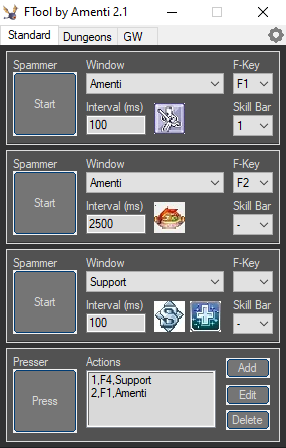 FTool by Amenti 2.1
Standard Dungeons GW
Spammer Window F-Key
Start Amenti F1
Interval (ms) Skill Bar
100 1
Spammer Window F-Key
Start Amenti F2
Interval (ms) Skill Bar
2500 -
Spammer Window F-Key
Start Support
Interval (ms) Skill Bar
100 S -
Presser Actions Add
Press 1,F4,Support
2,F1,Amenti Edit
Delete